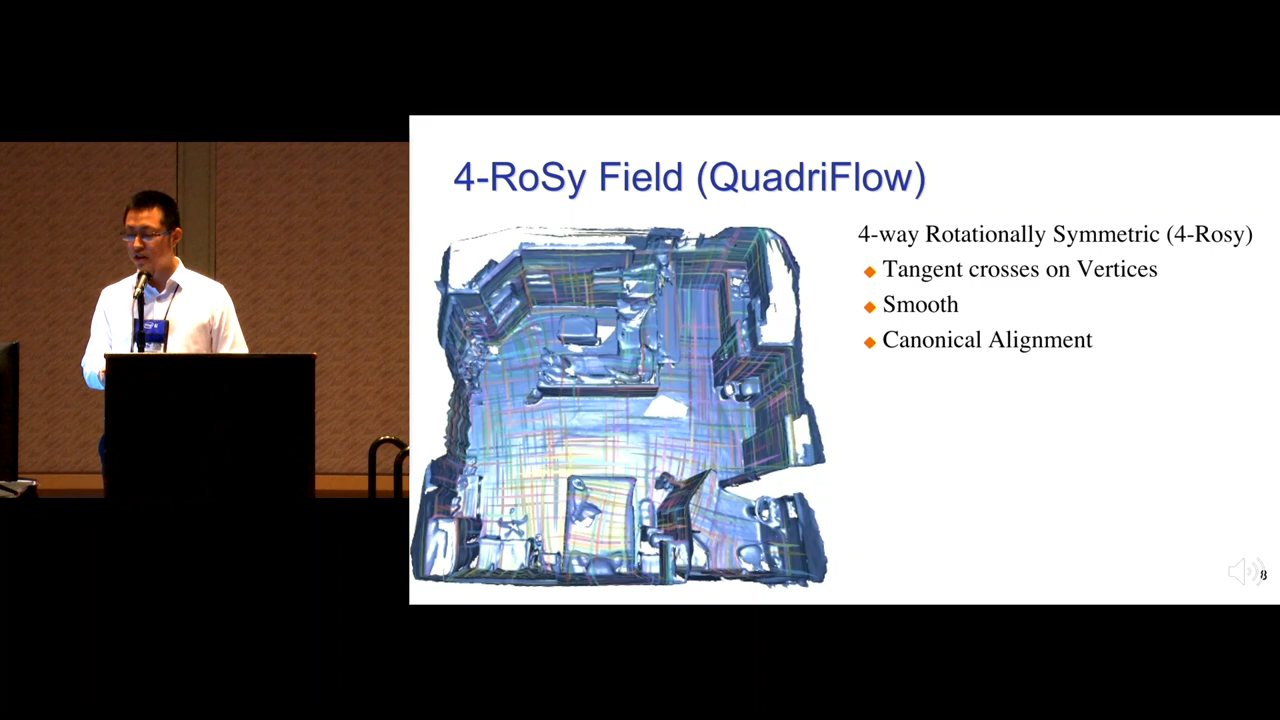 4-RoSy Field (QuadriFlow)
4-way Rotationally Symmetric (4-Rosy)
Tangent crosses on Vertices
Smooth
Canonical Alignment
8